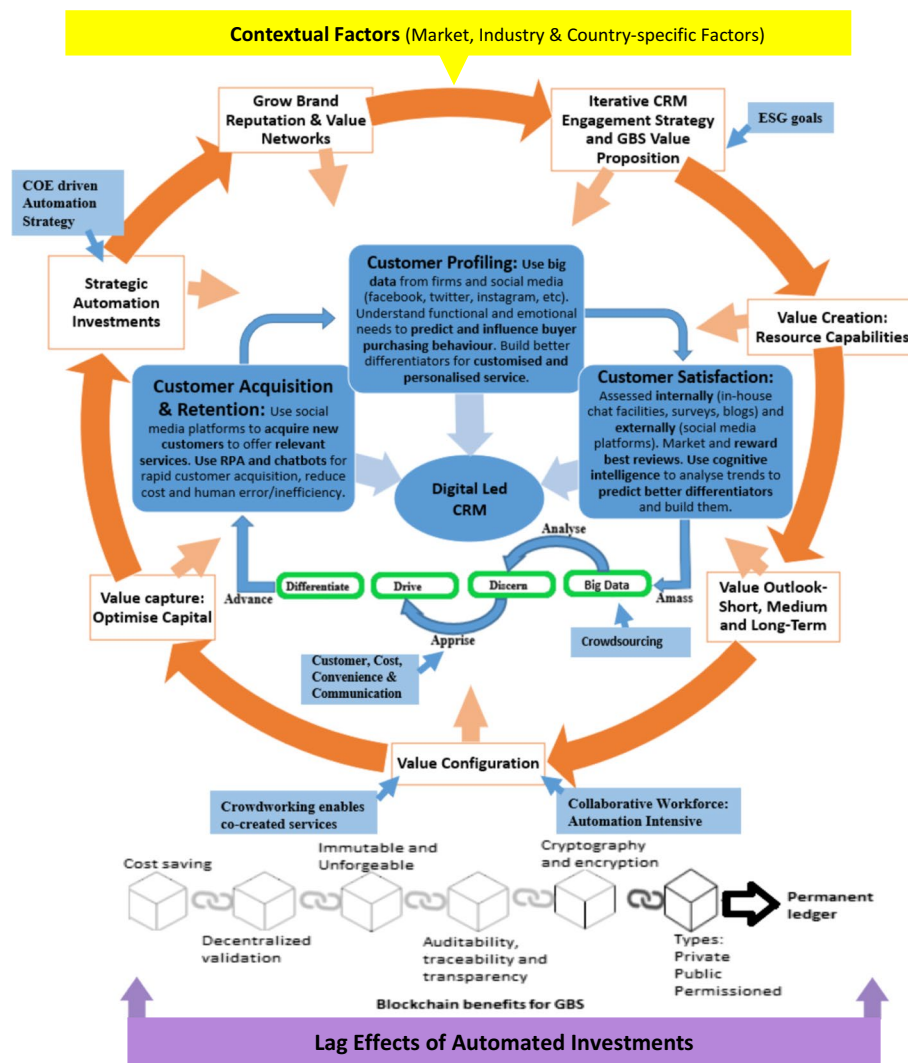 Contextual Factors (Market, Industry & Country-specific Factors)
Grow Brand
Reputation & Value
Networks
Iterative CRM
Engagement Strategy
and GBS Value
Proposition
ESG goals
COE driven
Automation
Strategy
Strategic
Automation
Investments
Customer Profiling: Use big
data from firms and social media
(facebook, twitter, instagram, etc).
Understand functional and emotional
needs to predict and influence buyer
purchasing behaviour. Build better
differentiators for customised and
personalised service.
Value Creation:
Resource Capabilities
Customer Acquisition
& Retention: Use social
media platforms to acquire new
customers to offer relevant
services. Use RPA and chatbots for
rapid customer acquisition, reduce
cost and human error/inefficiency.
Customer Satisfaction:
Assessed internally (in-house
chat facilities, surveys, blogs) and
externally (social media
platforms). Market and reward
best reviews. Use cognitive
intelligence to analyse trends to
predict better differentiators
and build them.
Digital Led
CRM
Analyse
Differentiate
Drive
Discern
Big Data
Advance
Amass
Apprise
Value capture:
Optimise Capital
Value Outlook-
Short, Medium
and Long-Term
Crowdsourcing
Customer, Cost,
Convenience &
Communication
Value Configuration
Crowdworking enables
co-created services
Collaborative Workforce:
Automation Intensive
Cost saving
Immutable and
Unforgeable
Cryptography
and encryption
Permanent
ledger
Decentralized
validation
Auditability,
traceability and
transparency
Types:
Private
Public
Permissioned
Blockchain benefits for GBS
Lag Effects of Automated Investments